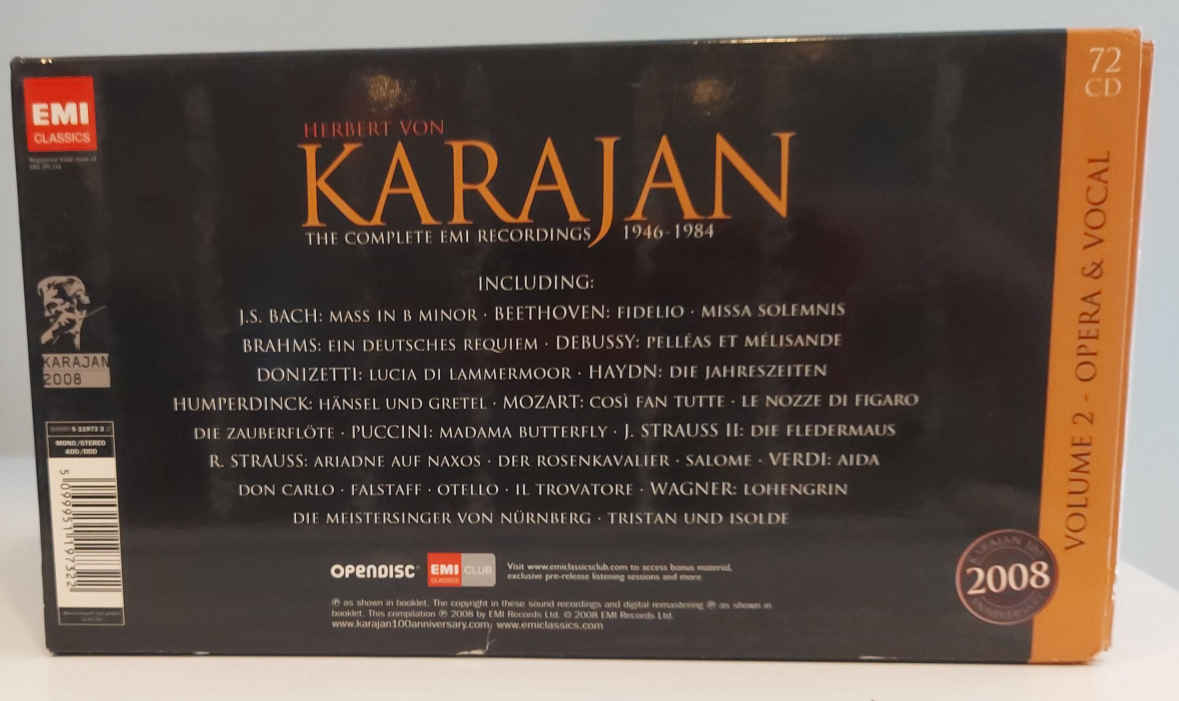 EMI
CLASSICS
HERBERT VON
KARAJAN
THE COMPLETE EMI RECORDINGS 1946-1984
INCLUDING:
J.S. BACH: MASS IN B MINOR · BEETHOVEN: FIDELIO · MISSA SOLEMNIS
BRAHMS: EIN DEUTSCHES REQUIEM · DEBUSSY: PELLÉAS ET MÉLISANDE
DONIZETTI: LUCIA DI LAMMERMOOR · HAYDN: DIE JAHRESZEITEN
HUMPERDINCK: HÄNSEL UND GRETEL · MOZART: COSÌ FAN TUTTE · LE NOZZE DI FIGARO
DIE ZAUBERFLÖTE · PUCCINI: MADAMA BUTTERFLY · J. STRAUSS II: DIE FLEDERMAUS
R. STRAUSS: ARIADNE AUF NAXOS · DER ROSENKAVALIER · SALOME · VERDI: AIDA
DON CARLO · FALSTAFF · OTELLO · IL TROVATORE · WAGNER: LOHENGRIN
DIE MEISTERSINGER VON NÜRNBERG · TRISTAN UND ISOLDE
KARAJAN
2008
MONO/STEREO
ADD/DDD
5 099951 197322
OPENDISC
EMI CLUB
CLASSICS
Visit www.emiclassicsclub.com to access bonus material,
exclusive pre-release listening sessions and more
℗ as shown in booklet. The copyright in these sound recordings and digital remastering ℗ as shown in
booklet. This compilation ℗ 2008 by EMI Records Ltd. © 2008 EMI Records Ltd.
www.karajan100anniversary.com; www.emiclassics.com
72
CD
VOLUME 2 - OPERA & VOCAL
KARAJAN
2008
ANNIVERSARY